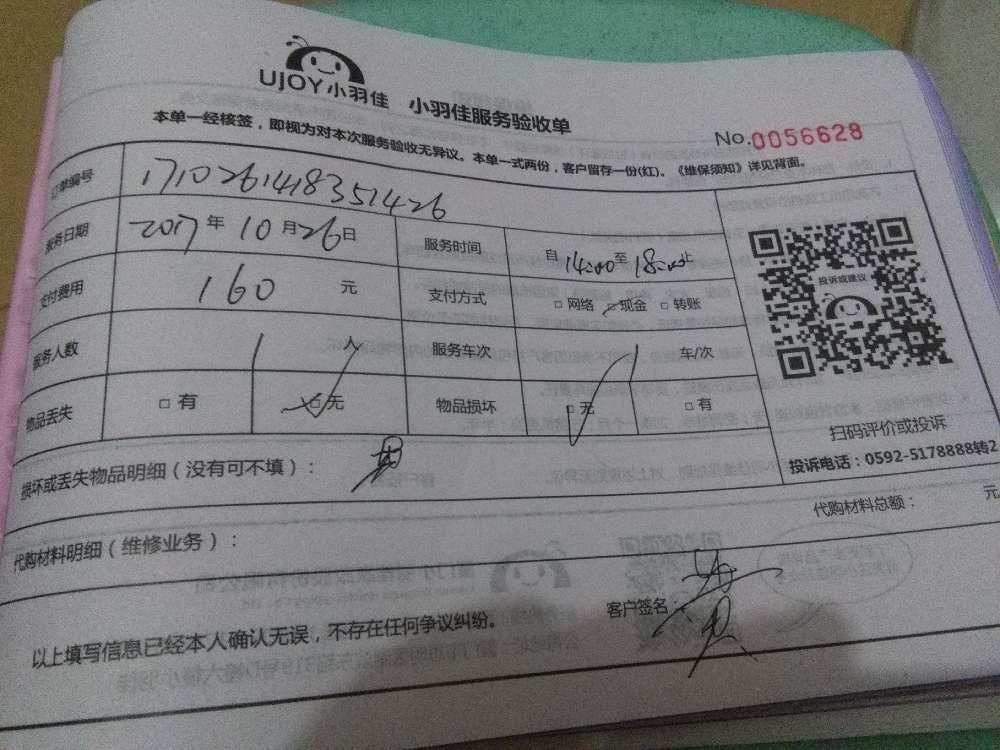 UJOY小羽佳 小羽佳服务验收单
No.0056628
本单一经核签，即视为对本次服务验收无异议。本单一式两份，客户留存一份(红)。《维保须知》详见背面。
订单编号 1710261418351426
服务日期 2017年10月26日 服务时间 自14:00至18:00止
支付费用 160 元 支付方式 □网络 □现金 □转账
服务人数 1 人 服务车次 1 车/次
物品丢失 □有 □无 物品损坏 □无 □有
投诉或建议
扫码评价或投诉
投诉电话：0592-5178888转2
损坏或丢失物品明细（没有可不填）：
代购材料明细（维修业务）： 代购材料总额： 元
以上填写信息已经本人确认无误，不存在任何争议纠纷。 客户签名：